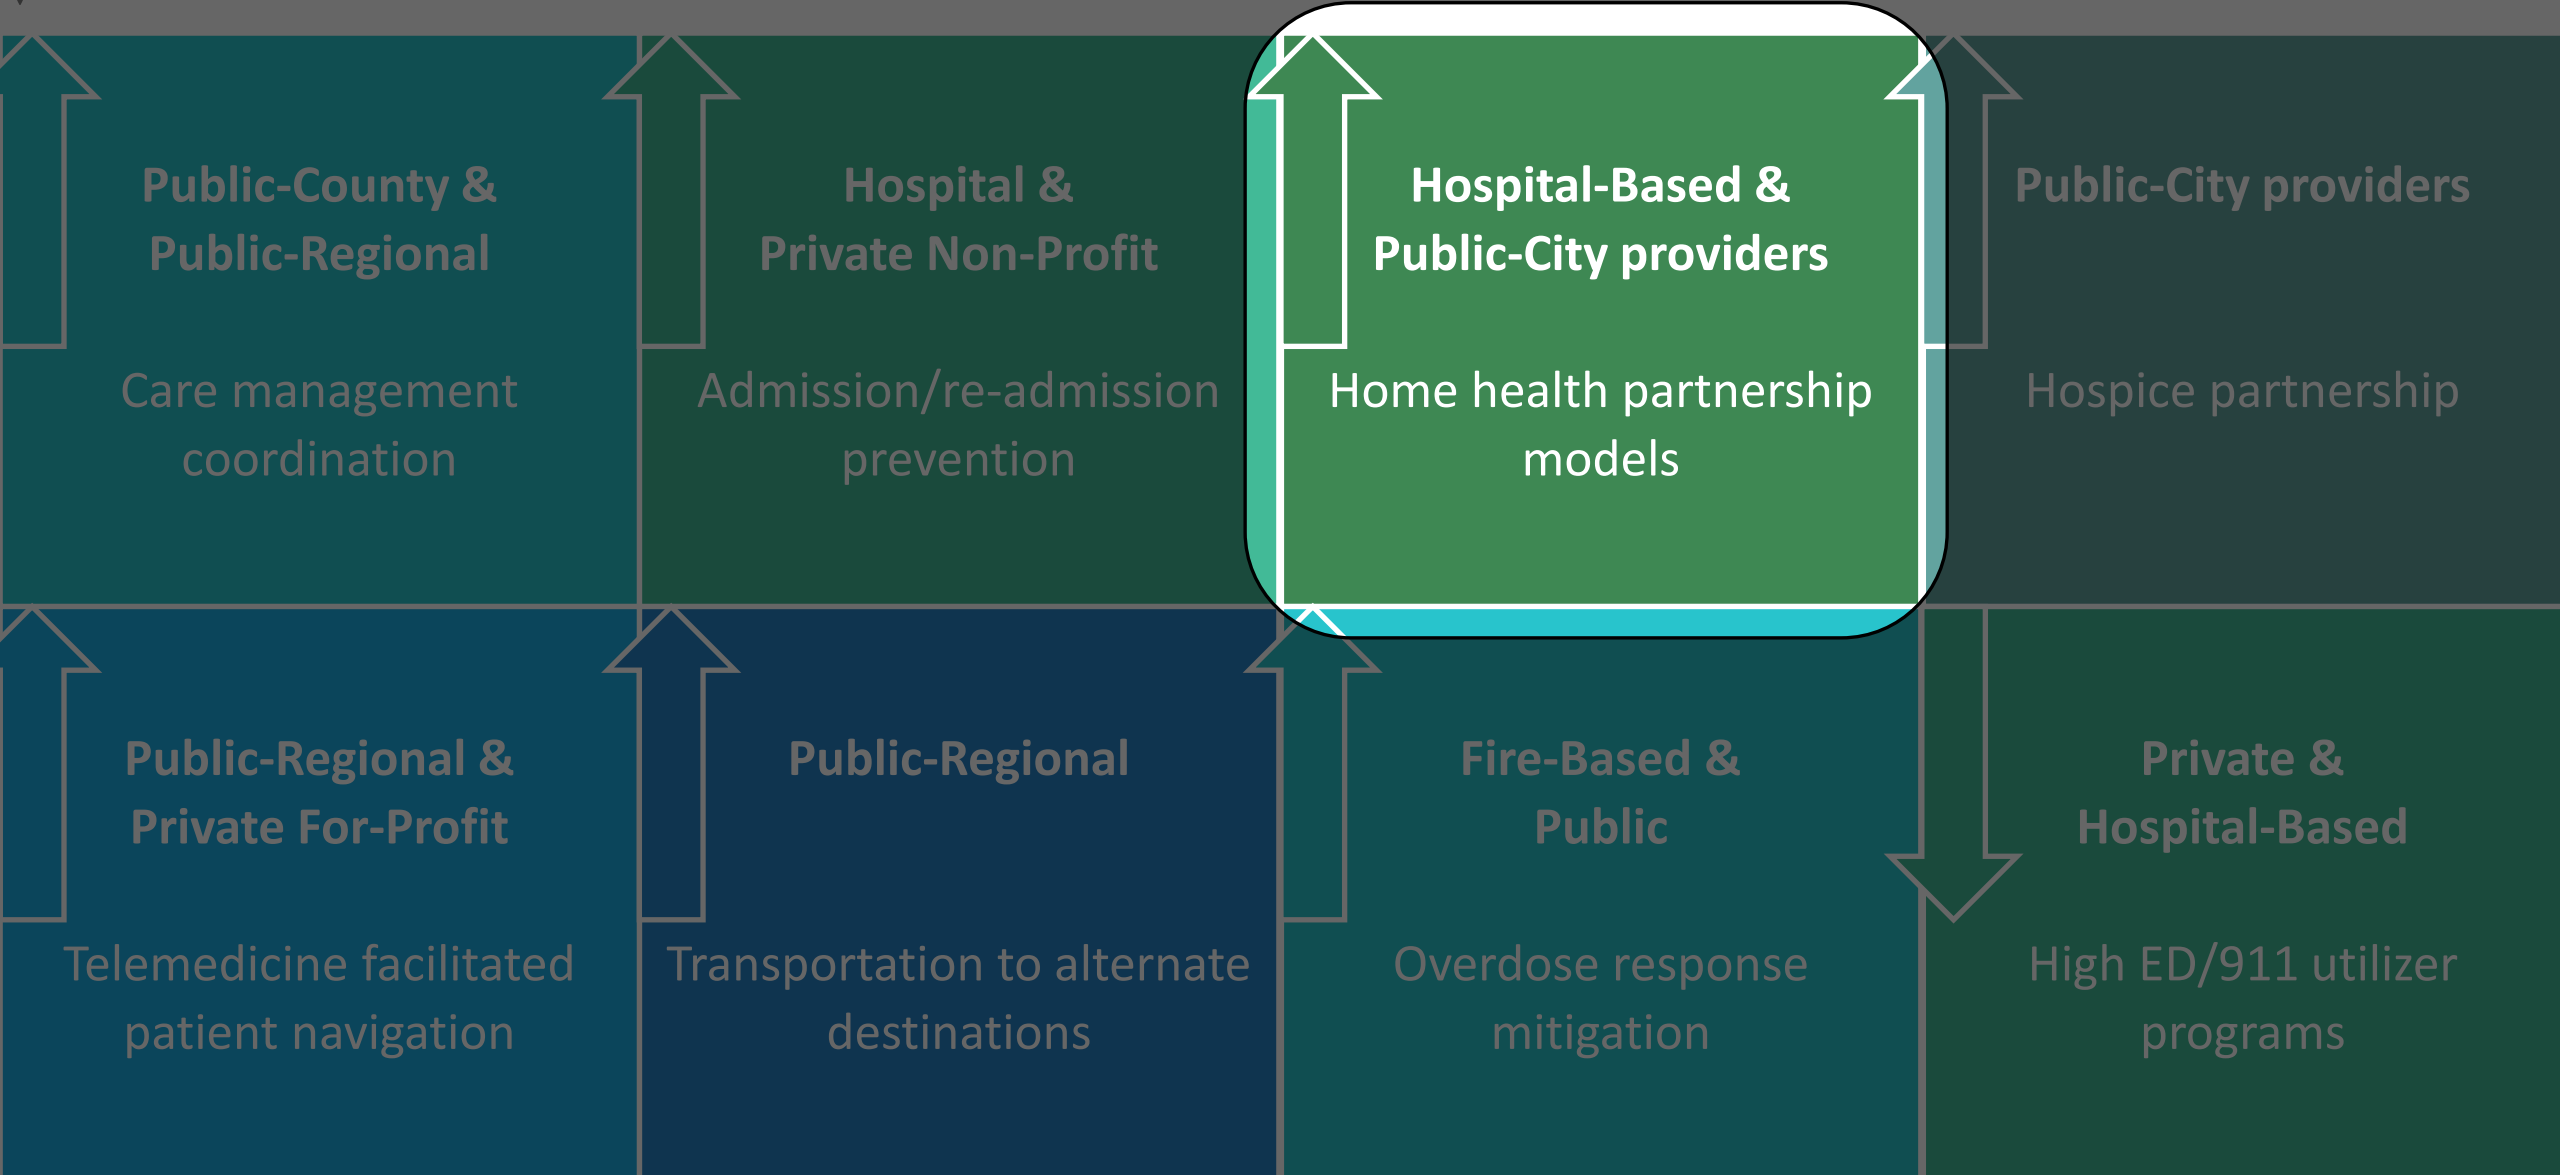 Public-County &
Public-Regional
Care management
coordination
Hospital &
Private Non-Profit
Admission/re-admission
prevention
Hospital-Based &
Public-City providers
Home health partnership
models
Public-City providers
Hospice partnership
Public-Regional &
Private For-Profit
Telemedicine facilitated
patient navigation
Public-Regional
Transportation to alternate
destinations
Fire-Based &
Public
Overdose response
mitigation
Private &
Hospital-Based
High ED/911 utilizer
programs